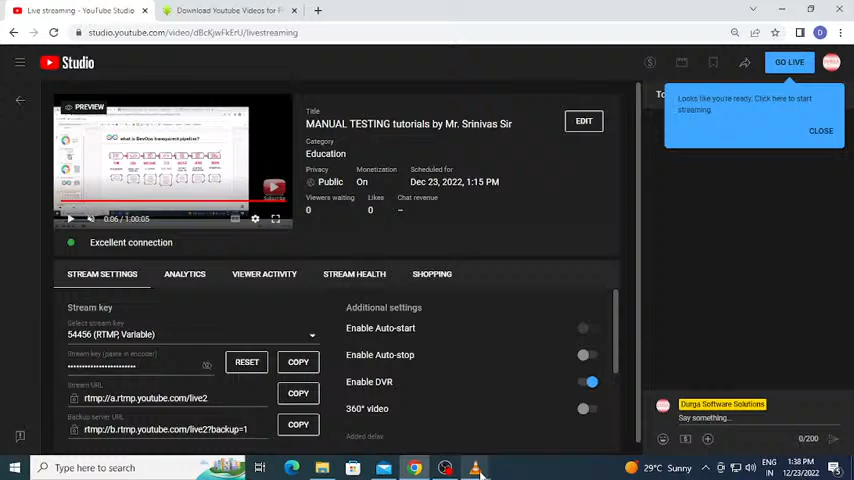 Live streaming - YouTube Studio
Download Youtube Videos for F
studio.youtube.com/video/dBcKjwFkErU/livestreaming
Studio
GO LIVE
Looks like you're ready. Click here to start
streaming.
CLOSE
PREVIEW
what is DevOps transparent pipeline?
0:06 / 1:00:05
Excellent connection
Title
MANUAL TESTING tutorials by Mr. Srinivas Sir
EDIT
Category
Education
Privacy
Monetization
Scheduled for
Public
On
Dec 23, 2022, 1:15 PM
Viewers waiting
Likes
Chat revenue
0
0
–
STREAM SETTINGS
ANALYTICS
VIEWER ACTIVITY
STREAM HEALTH
SHOPPING
Stream key
Select stream key
54456 (RTMP, Variable)
Stream key (paste in encoder)
••••••••••••••••••••••••
RESET
COPY
Stream URL
rtmp://a.rtmp.youtube.com/live2
COPY
Backup server URL
rtmp://b.rtmp.youtube.com/live2?backup=1
COPY
Additional settings
Enable Auto-start
Enable Auto-stop
Enable DVR
360° video
Added delay
Durga Software Solutions
Say something...
0/200
Type here to search
29°C Sunny
ENG
IN
1:38 PM
12/23/2022